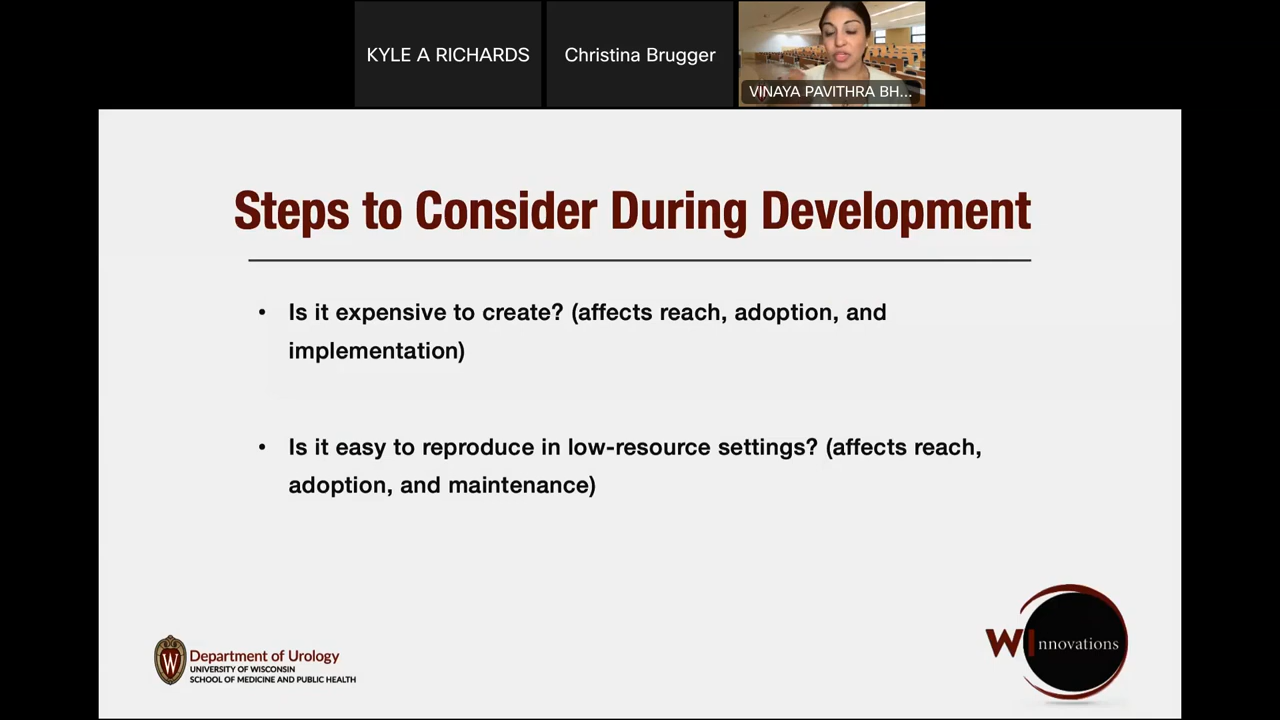 KYLE A RICHARDS
Christina Brugger
VINAYA PAVITHRA BH...
Steps to Consider During Development
• Is it expensive to create? (affects reach, adoption, and
implementation)
• Is it easy to reproduce in low-resource settings? (affects reach,
adoption, and maintenance)
W
Department of Urology
UNIVERSITY OF WISCONSIN
SCHOOL OF MEDICINE AND PUBLIC HEALTH
WInnovations